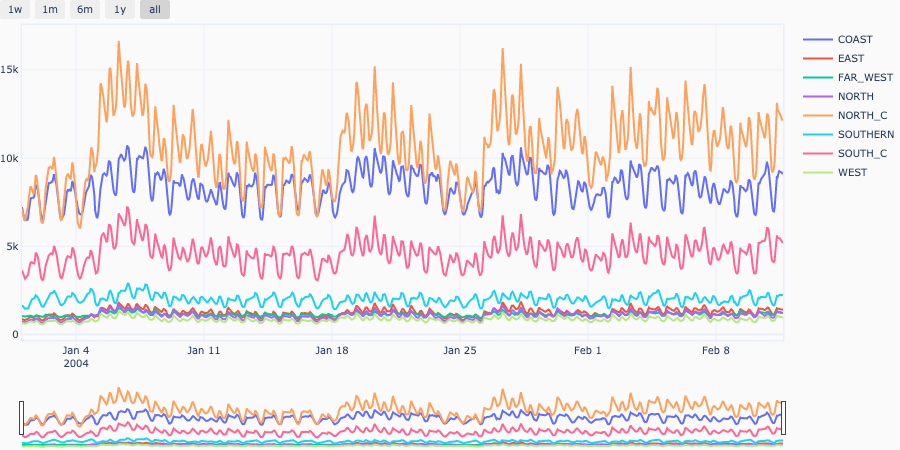 1w 1m 6m 1y all
15k
10k
5k
0
Jan 4 Jan 11 Jan 18 Jan 25 Feb 1 Feb 8
2004
COAST
EAST
FAR_WEST
NORTH
NORTH_C
SOUTHERN
SOUTH_C
WEST